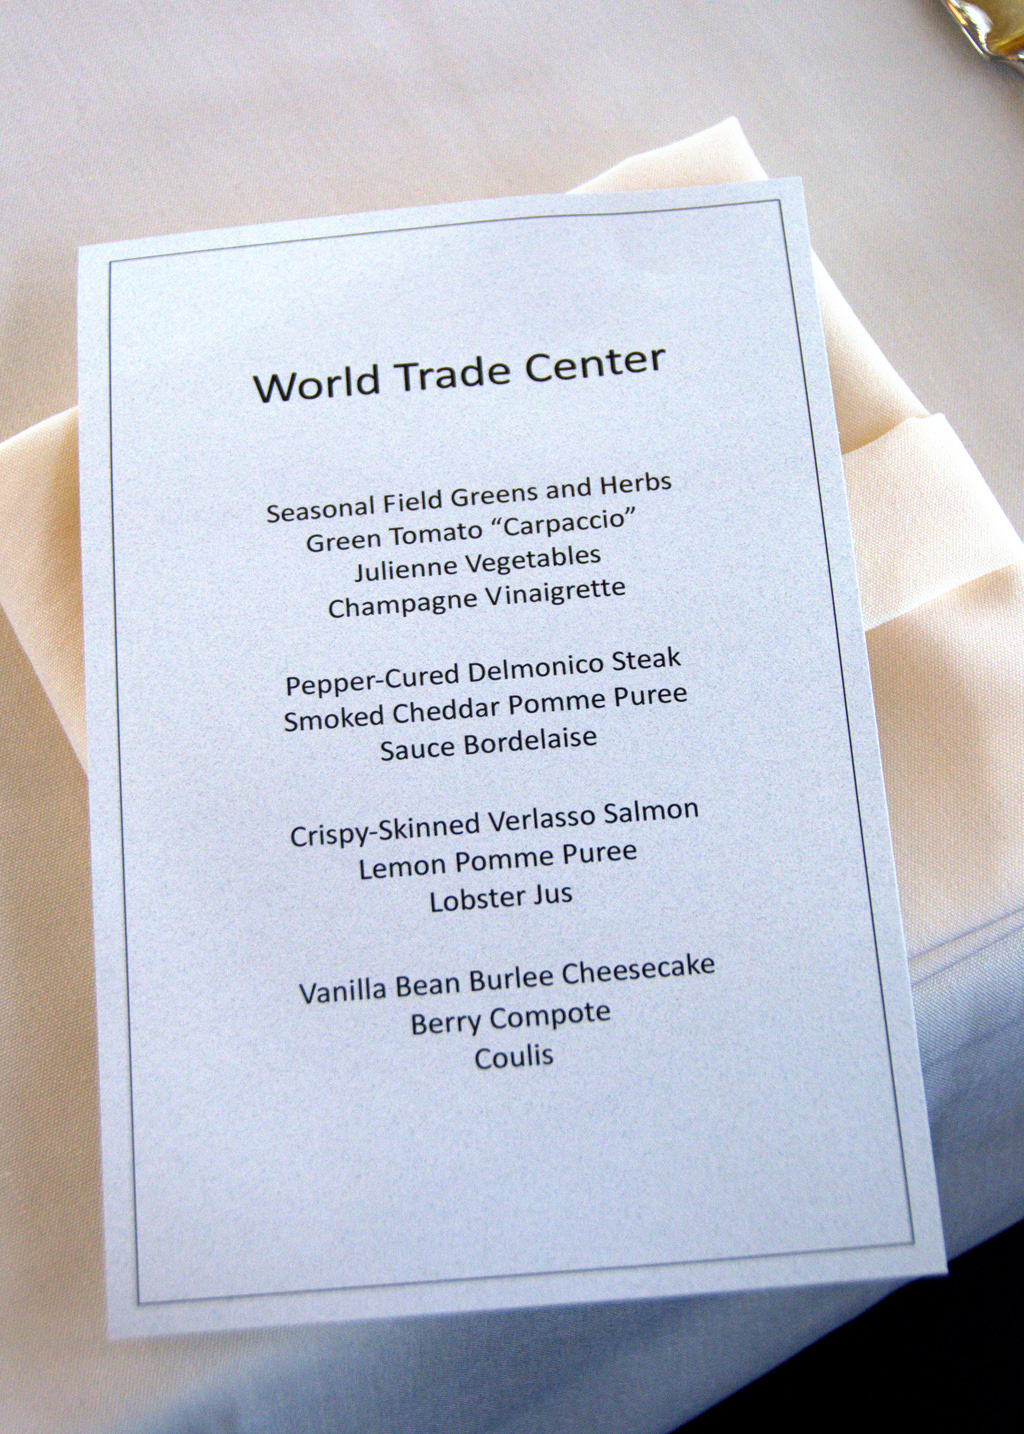 World Trade Center
Seasonal Field Greens and Herbs
Green Tomato “Carpaccio”
Julienne Vegetables
Champagne Vinaigrette
Pepper-Cured Delmonico Steak
Smoked Cheddar Pomme Puree
Sauce Bordelaise
Crispy-Skinned Verlasso Salmon
Lemon Pomme Puree
Lobster Jus
Vanilla Bean Burlee Cheesecake
Berry Compote
Coulis